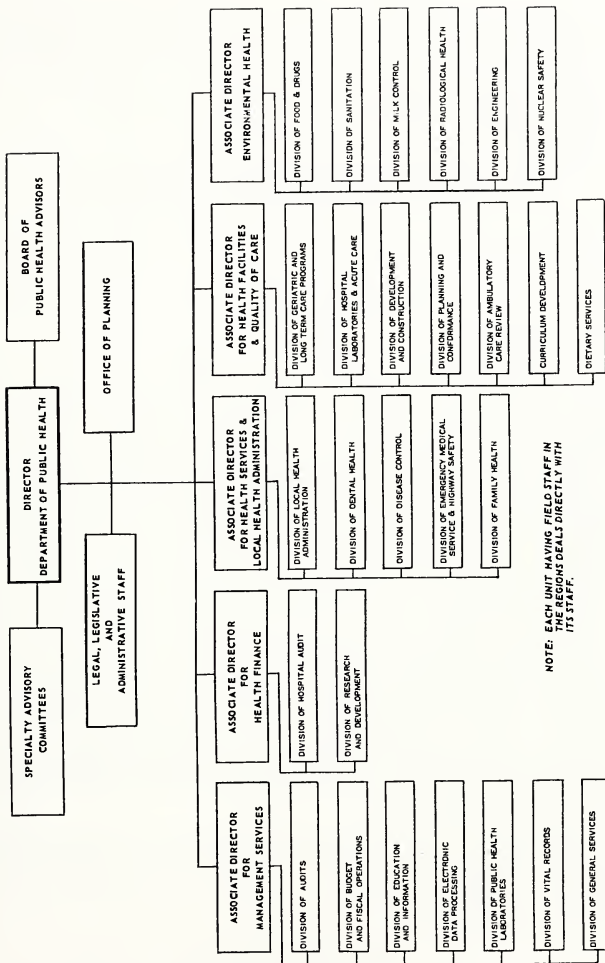 SPECIALTY ADVISORY
COMMITTEES
DIRECTOR
DEPARTMENT OF PUBLIC HEALTH
BOARD OF
PUBLIC HEALTH ADVISORS
LEGAL, LEGISLATIVE
AND
ADMINISTRATIVE STAFF
OFFICE OF PLANNING
ASSOCIATE DIRECTOR
FOR
MANAGEMENT SERVICES
DIVISION OF AUDITS
DIVISION OF BUDGET
AND FISCAL OPERATIONS
DIVISION OF EDUCATION
AND INFORMATION
DIVISION OF ELECTRONIC
DATA PROCESSING
DIVISION OF PUBLIC HEALTH
LABORATORIES
DIVISION OF VITAL RECORDS
DIVISION OF GENERAL SERVICES
ASSOCIATE DIRECTOR
FOR
HEALTH FINANCE
DIVISION OF HOSPITAL AUDIT
DIVISION OF RESEARCH
AND DEVELOPMENT
ASSOCIATE DIRECTOR
FOR HEALTH SERVICES &
LOCAL HEALTH ADMINISTRATION
DIVISION OF LOCAL HEALTH
ADMINISTRATION
DIVISION OF DENTAL HEALTH
DIVISION OF DISEASE CONTROL
DIVISION OF EMERGENCY MEDICAL
SERVICE & HIGHWAY SAFETY
DIVISION OF FAMILY HEALTH
ASSOCIATE DIRECTOR
FOR HEALTH FACILITIES
& QUALITY OF CARE
DIVISION OF GERIATRIC AND
LONG TERM CARE PROGRAMS
DIVISION OF HOSPITAL
LABORATORIES & ACUTE CARE
DIVISION OF DEVELOPMENT
AND CONSTRUCTION
DIVISION OF PLANNING AND
CONFORMANCE
DIVISION OF AMBULATORY
CARE REVIEW
CURRICULUM DEVELOPMENT
DIETARY SERVICES
ASSOCIATE DIRECTOR
ENVIRONMENTAL HEALTH
DIVISION OF FOOD & DRUGS
DIVISION OF SANITATION
DIVISION OF MILK CONTROL
DIVISION OF RADIOLOGICAL HEALTH
DIVISION OF ENGINEERING
DIVISION OF NUCLEAR SAFETY
NOTE: EACH UNIT HAVING FIELD STAFF IN
THE REGIONS DEALS DIRECTLY WITH
ITS STAFF.